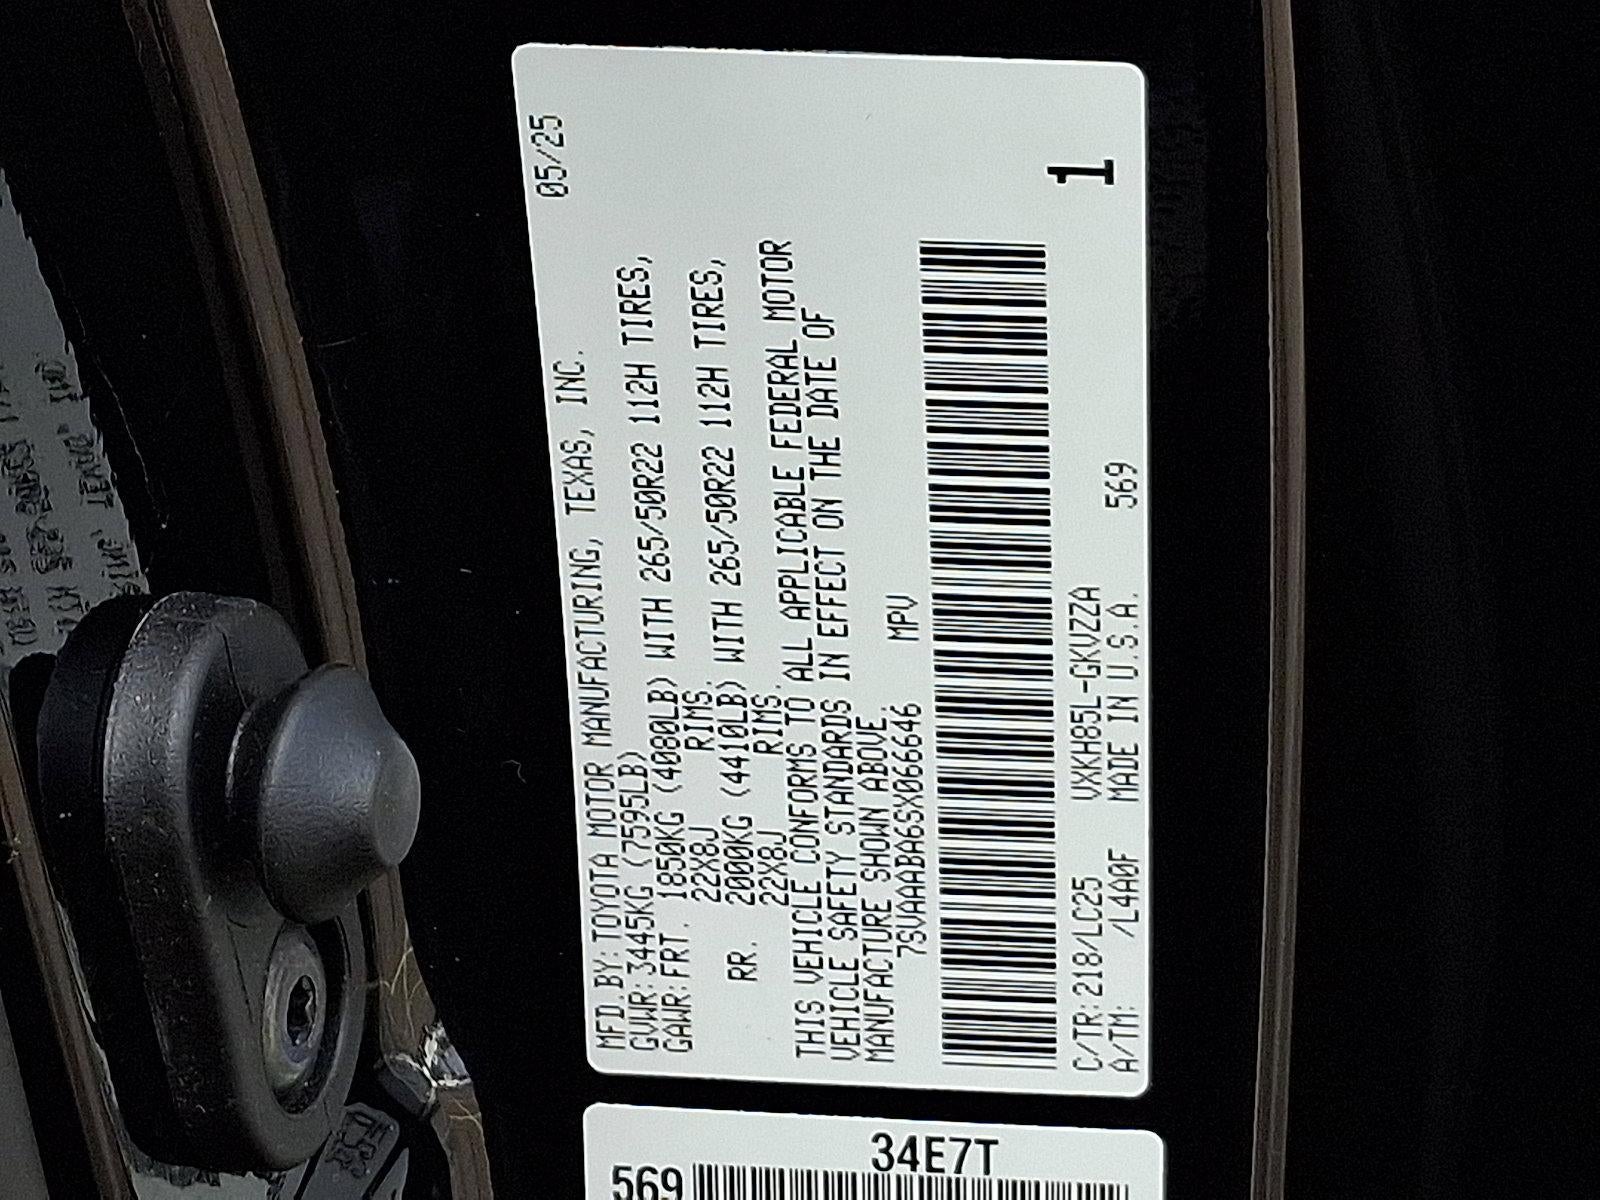 05/25
MFD.BY:TOYOTA MOTOR MANUFACTURING, TEXAS, INC.
GVWR:3445KG (7595LB)
GAWR:FRT. 1850KG (4080LB) WITH 265/50R22 112H TIRES,
22X8J RIMS.
RR. 2000KG (4410LB) WITH 265/50R22 112H TIRES,
22X8J RIMS.
THIS VEHICLE CONFORMS TO ALL APPLICABLE FEDERAL MOTOR
VEHICLE SAFETY STANDARDS IN EFFECT ON THE DATE OF
MANUFACTURE SHOWN ABOVE.
7SVAAABA6SX066646 MPV
1
C/TR:218/LC25 VXKH85L-GKVZZA
A/TM: /L4A0F MADE IN U.S.A. 569
34E7T
569